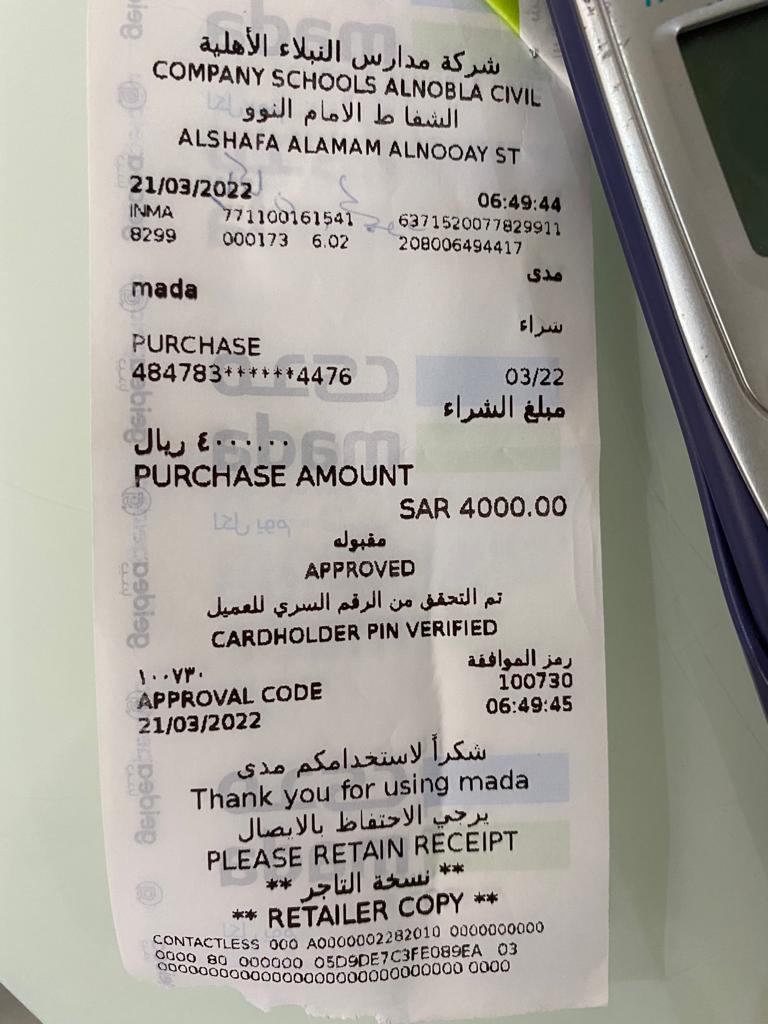 شركة مدارس النبلاء الأهلية
COMPANY SCHOOLS ALNOBLA CIVIL
الشفا ط الامام النوو
ALSHAFA ALAMAM ALNOOAY ST
21/03/2022 06:49:44
INMA 771100161541 6371520077829911
8299 000173 6.02 208006494417
مدى
mada
شراء
PURCHASE
484783******4476 03/22
مبلغ الشراء
٤٠٠٠.٠٠ ريال
PURCHASE AMOUNT
SAR 4000.00
مقبوله
APPROVED
تم التحقق من الرقم السري للعميل
CARDHOLDER PIN VERIFIED
رمز الموافقة
١٠٠٧٣٠ 100730
APPROVAL CODE
21/03/2022 06:49:45
شكراً لاستخدامكم مدى
Thank you for using mada
يرجي الاحتفاظ بالايصال
PLEASE RETAIN RECEIPT
** نسخة التاجر **
** RETAILER COPY **
CONTACTLESS 000 A0000002282010 0000000000
0000 80 000000 05D9DE7C3FE089EA 03